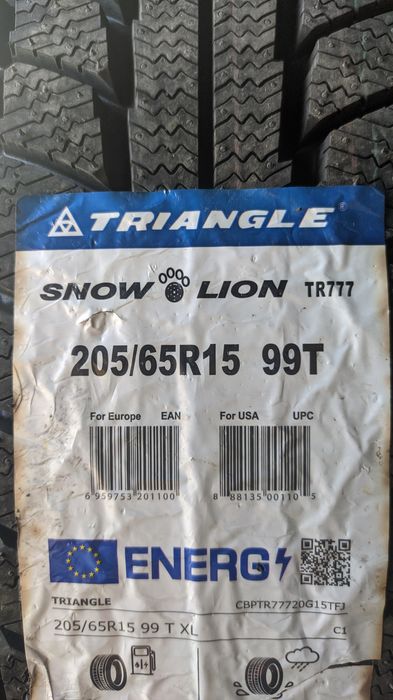 TRIANGLE
SNOW LION TR777
205/65R15 99T
For Europe EAN For USA UPC
6 959753 201100 8 88135 00110 5
ENERG
TRIANGLE CBPTR77720G15TFJ
205/65R15 99 T XL C1